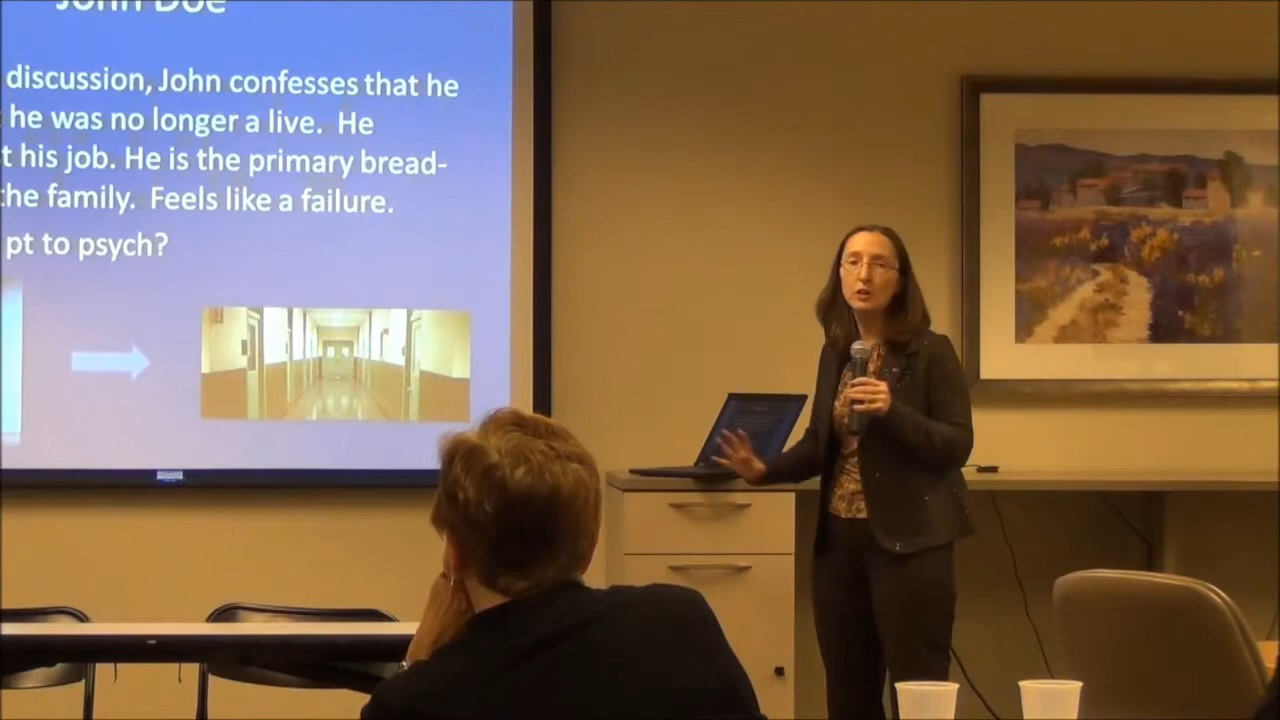 John Doe
discussion, John confesses that he
he was no longer a live. He
t his job. He is the primary bread-
the family. Feels like a failure.
pt to psych?